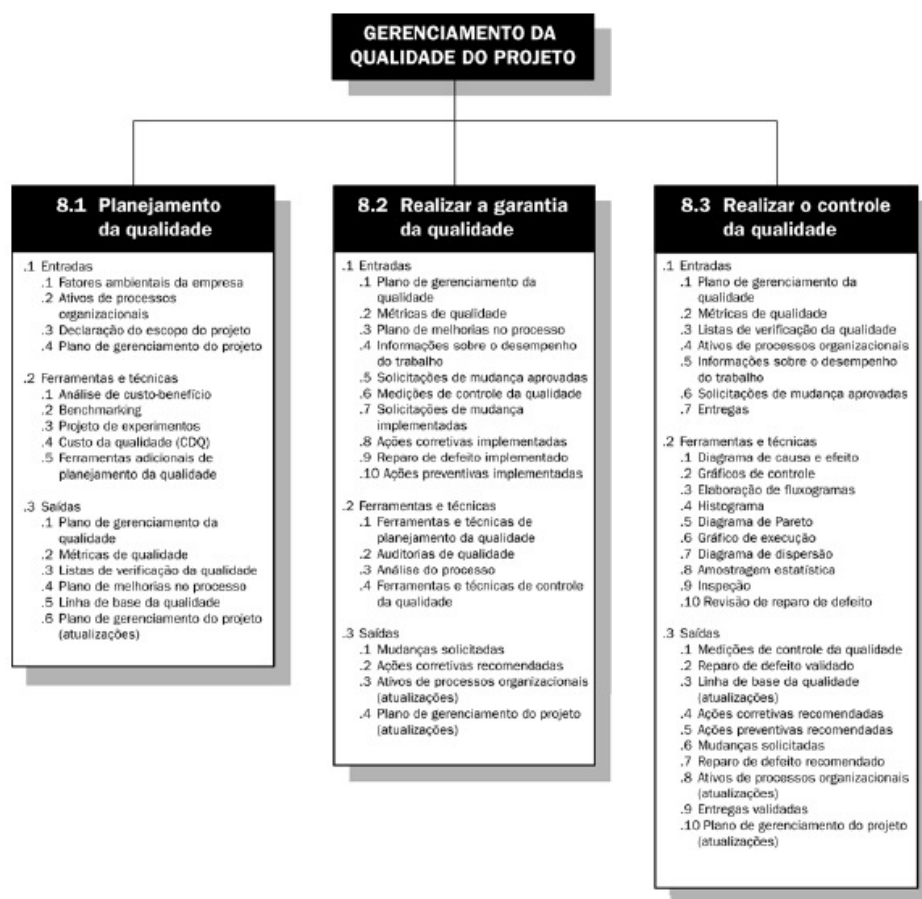 GERENCIAMENTO DA
QUALIDADE DO PROJETO
8.1 Planejamento
da qualidade
.1 Entradas
.1 Fatores ambientais da empresa
.2 Ativos de processos
organizacionais
.3 Declaração do escopo do projeto
.4 Plano de gerenciamento do projeto
.2 Ferramentas e técnicas
.1 Análise de custo-benefício
.2 Benchmarking
.3 Projeto de experimentos
.4 Custo da qualidade (CDQ)
.5 Ferramentas adicionais de
planejamento da qualidade
.3 Saídas
.1 Plano de gerenciamento da
qualidade
.2 Métricas de qualidade
.3 Listas de verificação da qualidade
.4 Plano de melhorias no processo
.5 Linha de base da qualidade
.6 Plano de gerenciamento do projeto
(atualizações)
8.2 Realizar a garantia
da qualidade
.1 Entradas
.1 Plano de gerenciamento da
qualidade
.2 Métricas de qualidade
.3 Plano de melhorias no processo
.4 Informações sobre o desempenho
do trabalho
.5 Solicitações de mudança aprovadas
.6 Medições de controle da qualidade
.7 Solicitações de mudança
implementadas
.8 Ações corretivas implementadas
.9 Reparo de defeito implementado
.10 Ações preventivas implementadas
.2 Ferramentas e técnicas
.1 Ferramentas e técnicas de
planejamento da qualidade
.2 Auditorias de qualidade
.3 Análise do processo
.4 Ferramentas e técnicas de controle
da qualidade
.3 Saídas
.1 Mudanças solicitadas
.2 Ações corretivas recomendadas
.3 Ativos de processos organizacionais
(atualizações)
.4 Plano de gerenciamento do projeto
(atualizações)
8.3 Realizar o controle
da qualidade
.1 Entradas
.1 Plano de gerenciamento da
qualidade
.2 Métricas de qualidade
.3 Listas de verificação da qualidade
.4 Ativos de processos organizacionais
.5 Informações sobre o desempenho
do trabalho
.6 Solicitações de mudança aprovadas
.7 Entregas
.2 Ferramentas e técnicas
.1 Diagrama de causa e efeito
.2 Gráficos de controle
.3 Elaboração de fluxogramas
.4 Histograma
.5 Diagrama de Pareto
.6 Gráfico de execução
.7 Diagrama de dispersão
.8 Amostragem estatística
.9 Inspeção
.10 Revisão de reparo de defeito
.3 Saídas
.1 Medições de controle da qualidade
.2 Reparo de defeito validado
.3 Linha de base da qualidade
(atualizações)
.4 Ações corretivas recomendadas
.5 Ações preventivas recomendadas
.6 Mudanças solicitadas
.7 Reparo de defeito recomendado
.8 Ativos de processos organizacionais
(atualizações)
.9 Entregas validadas
.10 Plano de gerenciamento do projeto
(atualizações)